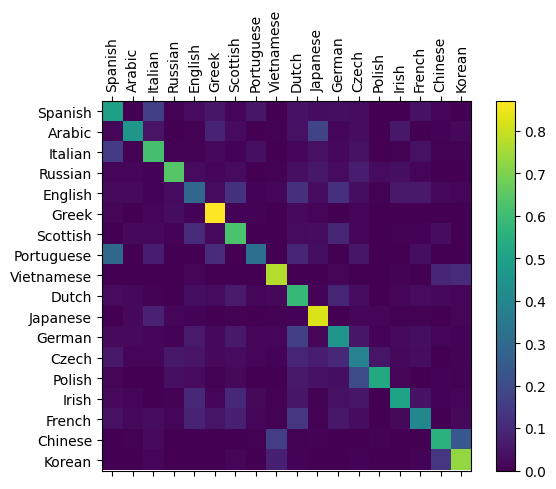 Spanish
Arabic
Italian
Russian
English
Greek
Scottish
Portuguese
Vietnamese
Dutch
Japanese
German
Czech
Polish
Irish
French
Chinese
Korean
Spanish
Arabic
Italian
Russian
English
Greek
Scottish
Portuguese
Vietnamese
Dutch
Japanese
German
Czech
Polish
Irish
French
Chinese
Korean
0.8
0.7
0.6
0.5
0.4
0.3
0.2
0.1
0.0